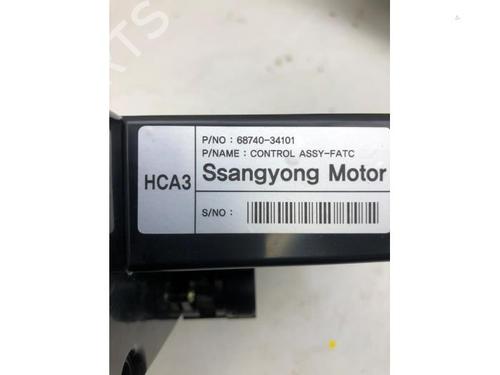 P/NO : 68740-34101
P/NAME : CONTROL ASSY-FATC
HCA3
Ssangyong Motor
S/NO :